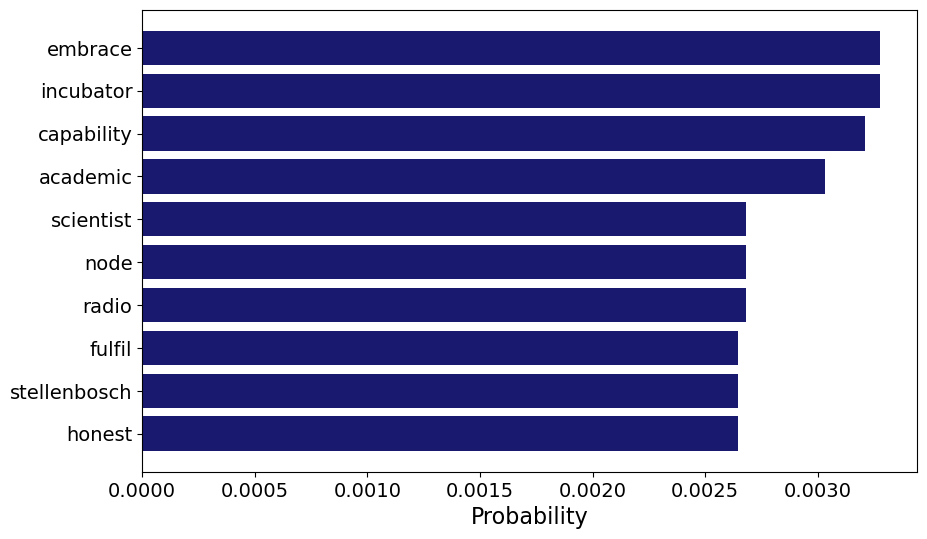 embrace
incubator
capability
academic
scientist
node
radio
fulfil
stellenbosch
honest
0.0000 0.0005 0.0010 0.0015 0.0020 0.0025 0.0030
Probability